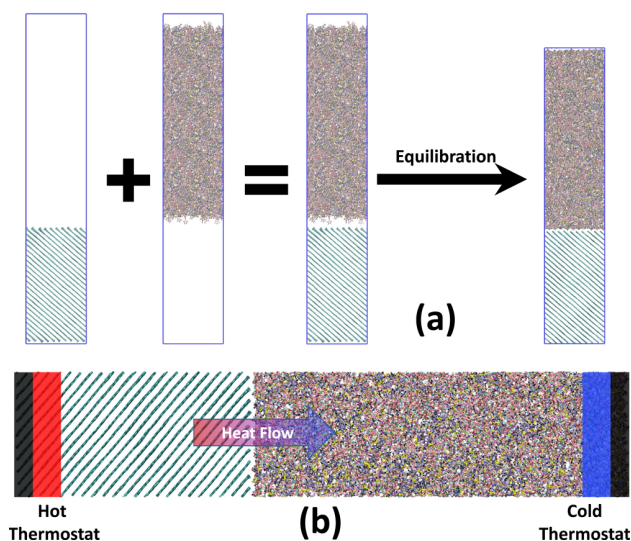 Equilibration
(a)
Heat Flow
Hot
Thermostat
(b)
Cold
Thermostat